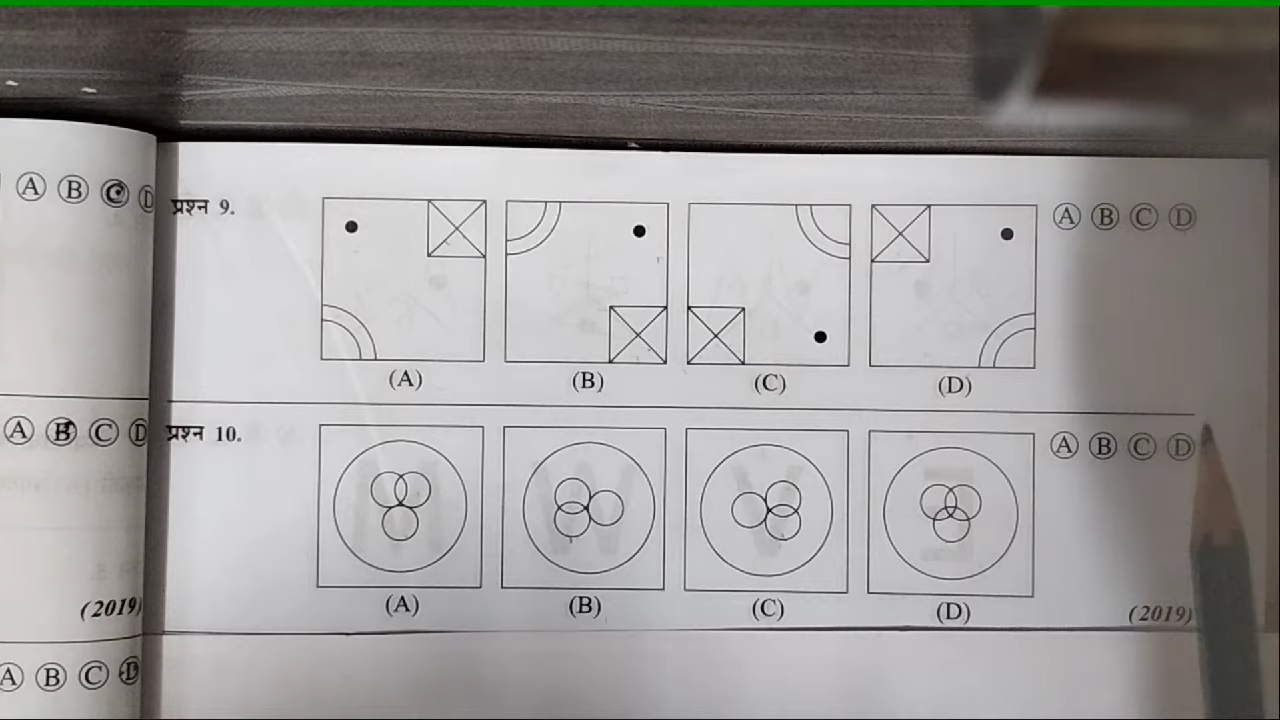 Ⓐ Ⓑ Ⓒ Ⓓ
प्रश्न 9.
Ⓐ Ⓑ Ⓒ Ⓓ
(A) (B) (C) (D)
Ⓐ Ⓑ Ⓒ Ⓓ
प्रश्न 10.
Ⓐ Ⓑ Ⓒ Ⓓ
(A) (B) (C) (D)
(2019)
(2019)
Ⓐ Ⓑ Ⓒ Ⓓ